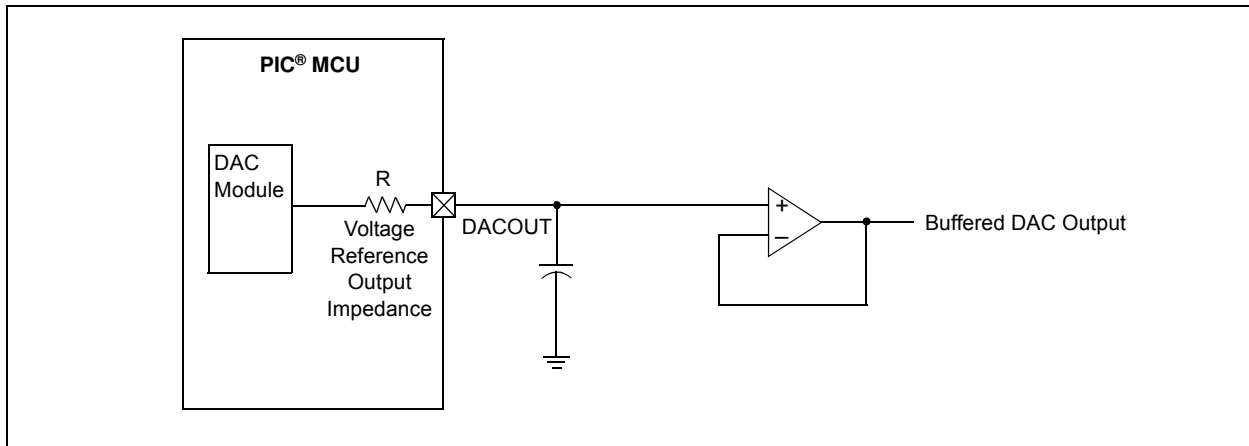 PIC® MCU
DAC
Module
R
Voltage
Reference
Output
Impedance
DACOUT
+
–
Buffered DAC Output